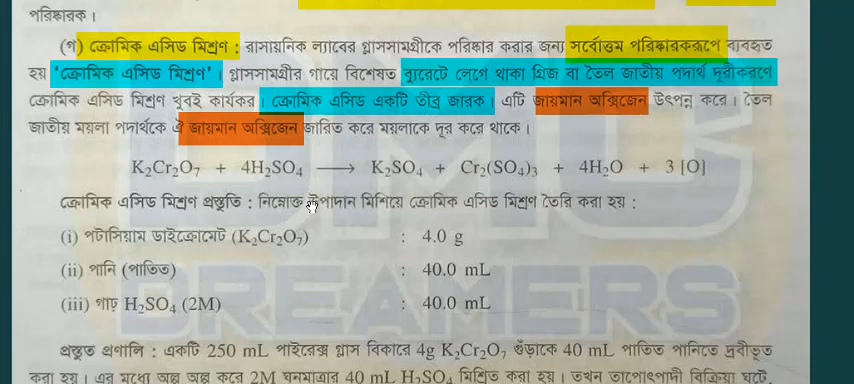 পরিষ্কারক।
(গ) ক্রোমিক এসিড মিশ্রণ : রাসায়নিক ল্যাবের গ্লাসসামগ্রীকে পরিষ্কার করার জন্য সর্বোত্তম পরিষ্কারকরূপে ব্যবহৃত
হয় 'ক্রোমিক এসিড মিশ্রণ'। গ্লাসসামগ্রীর গায়ে বিশেষত ব্যুরেটে লেগে থাকা গ্রিজ বা তৈল জাতীয় পদার্থ দূরীকরণে
ক্রোমিক এসিড মিশ্রণ খুবই কার্যকর। ক্রোমিক এসিড একটি তীব্র জারক। এটি জায়মান অক্সিজেন উৎপন্ন করে। তৈল
জাতীয় ময়লা পদার্থকে ঐ জায়মান অক্সিজেন জারিত করে ময়লাকে দূর করে থাকে।
K₂Cr₂O₇ + 4H₂SO₄ ⟶ K₂SO₄ + Cr₂(SO₄)₃ + 4H₂O + 3 [O]
ক্রোমিক এসিড মিশ্রণ প্রস্তুতি : নিম্নোক্ত উপাদান মিশিয়ে ক্রোমিক এসিড মিশ্রণ তৈরি করা হয় :
(i) পটাসিয়াম ডাইক্রোমেট (K₂Cr₂O₇) : 4.0 g
(ii) পানি (পাতিত) : 40.0 mL
(iii) গাঢ় H₂SO₄ (2M) : 40.0 mL
প্রস্তুত প্রণালি : একটি 250 mL পাইরেক্স গ্লাস বিকারে 4g K₂Cr₂O₇ গুঁড়াকে 40 mL পাতিত পানিতে দ্রবীভূত
করা হয়। এর মধ্যে অল্প অল্প করে 2M ঘনমাত্রার 40 mL H₂SO₄ মিশ্রিত করা হয়। তখন তাপোৎপাদী বিক্রিয়া ঘটে
DMC
DREAMERS